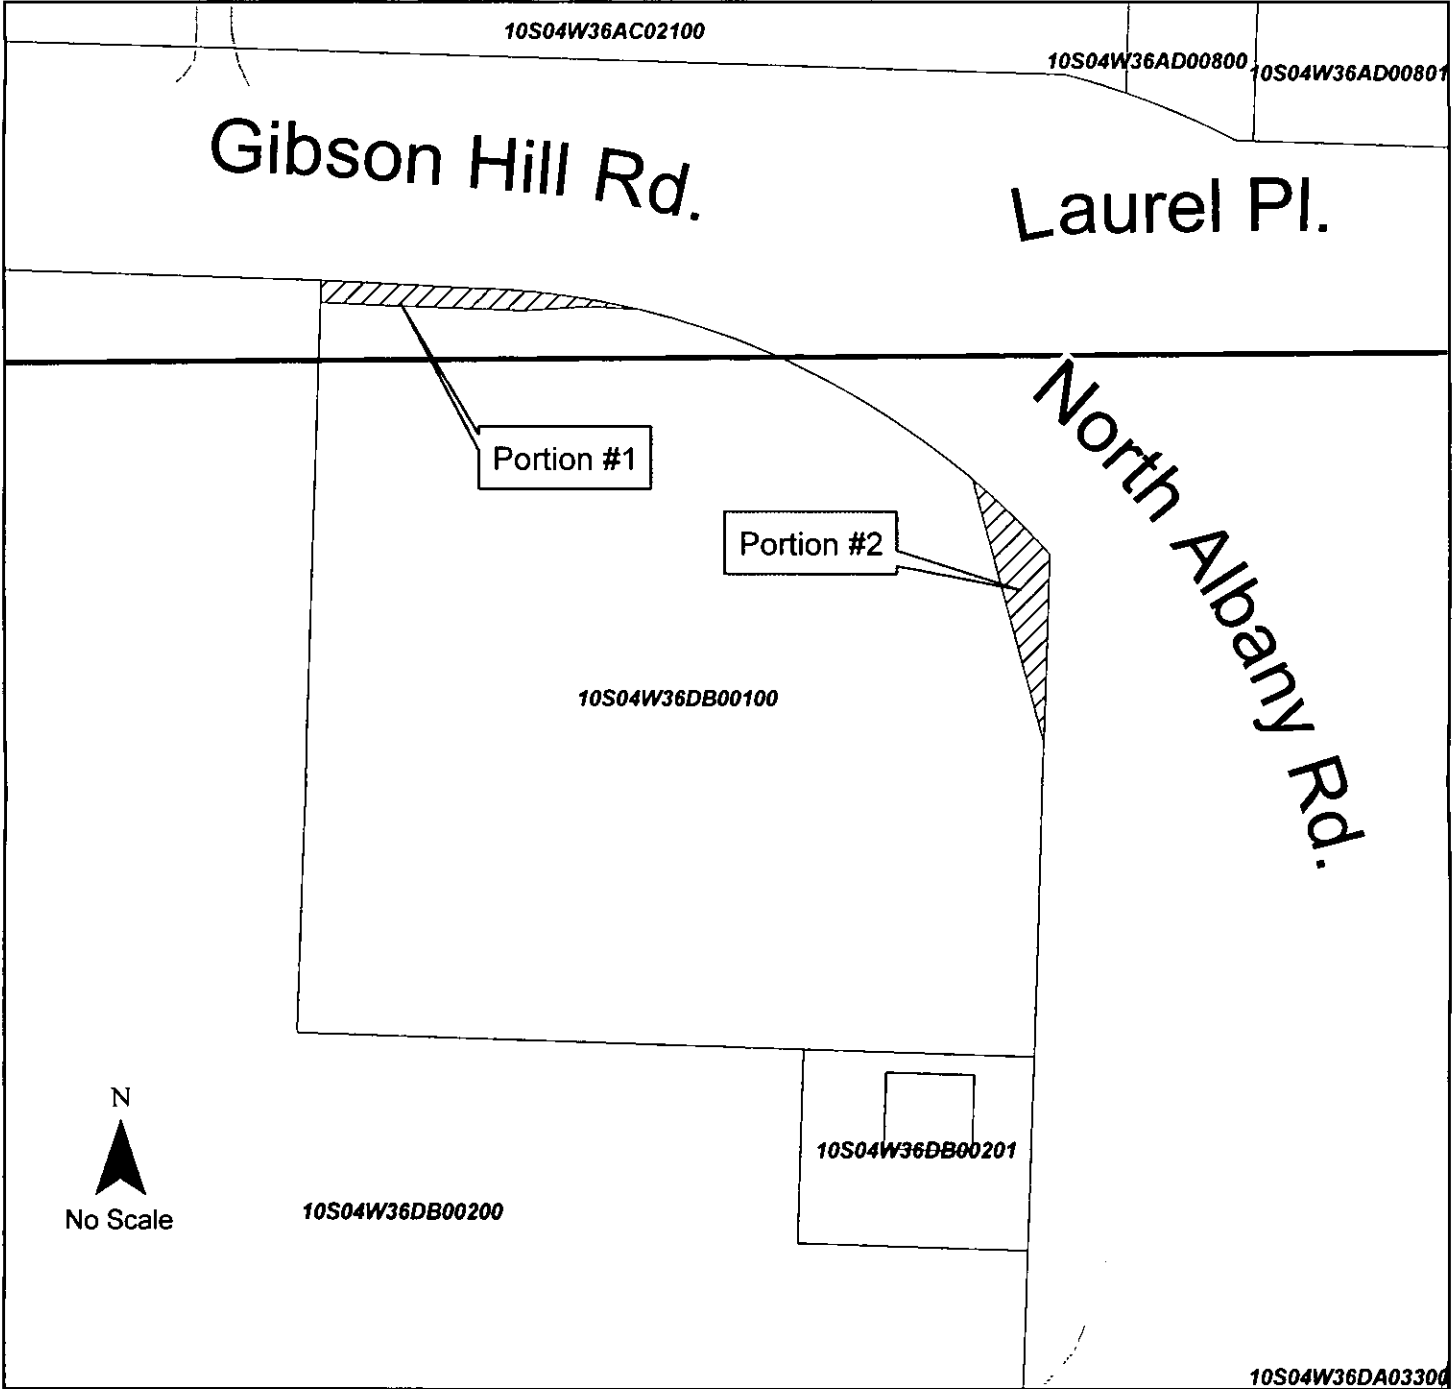 10S04W36AC02100
10S04W36AD00800
10S04W36AD00801
Gibson Hill Rd.
Laurel Pl.
Portion #1
North Albany Rd.
Portion #2
10S04W36DB00100
N
No Scale
10S04W36DB00201
10S04W36DB00200
10S04W36DA03300